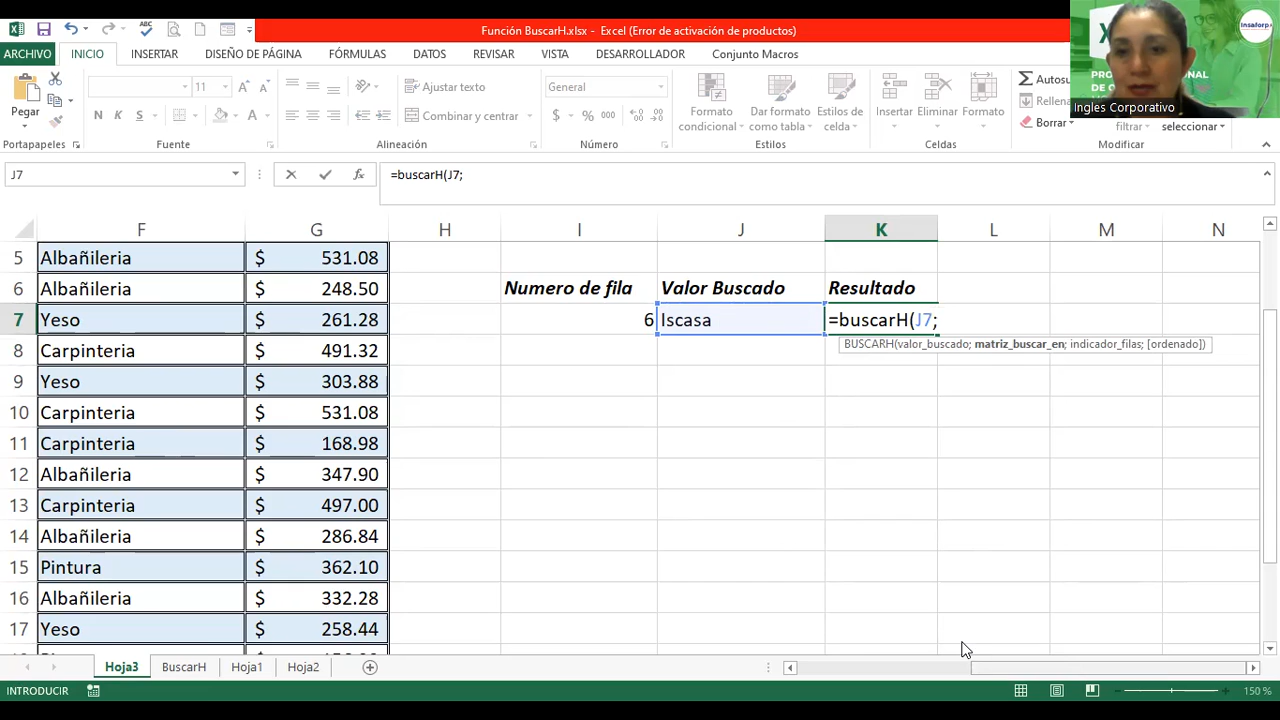 Función BuscarH.xlsx - Excel (Error de activación de productos)
ARCHIVO INICIO INSERTAR DISEÑO DE PÁGINA FÓRMULAS DATOS REVISAR VISTA DESARROLLADOR Conjunto Macros
Insaforp
Ingles Corporativo
Pegar
11
N K S
Ajustar texto
Combinar y centrar
General
$ % 000
Formato condicional
Dar formato como tabla
Estilos de celda
Insertar Eliminar Formato
Autosu
Rellena
Borrar
filtrar
seleccionar
Portapapeles Fuente Alineación Número Estilos Celdas Modificar
J7 =buscarH(J7;
F G H I J K L M N
5 Albañileria $ 531.08
6 Albañileria $ 248.50 Numero de fila Valor Buscado Resultado
7 Yeso $ 261.28 6 Iscasa =buscarH(J7;
BUSCARH(valor_buscado; matriz_buscar_en; indicador_filas; [ordenado])
8 Carpinteria $ 491.32
9 Yeso $ 303.88
10 Carpinteria $ 531.08
11 Carpinteria $ 168.98
12 Albañileria $ 347.90
13 Carpinteria $ 497.00
14 Albañileria $ 286.84
15 Pintura $ 362.10
16 Albañileria $ 332.28
17 Yeso $ 258.44
Hoja3 BuscarH Hoja1 Hoja2
INTRODUCIR 150 %